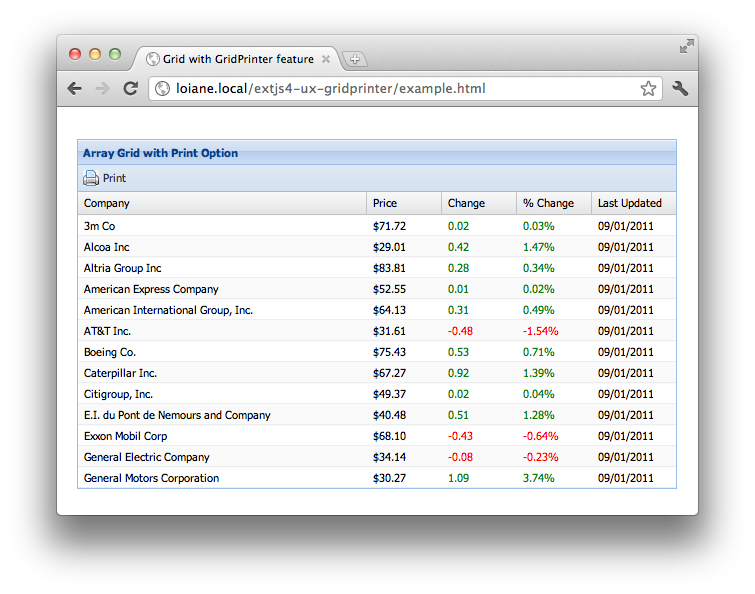 Grid with GridPrinter feature
loiane.local/extjs4-ux-gridprinter/example.html
Array Grid with Print Option
Print
Company Price Change % Change Last Updated
3m Co $71.72 0.02 0.03% 09/01/2011
Alcoa Inc $29.01 0.42 1.47% 09/01/2011
Altria Group Inc $83.81 0.28 0.34% 09/01/2011
American Express Company $52.55 0.01 0.02% 09/01/2011
American International Group, Inc. $64.13 0.31 0.49% 09/01/2011
AT&T Inc. $31.61 -0.48 -1.54% 09/01/2011
Boeing Co. $75.43 0.53 0.71% 09/01/2011
Caterpillar Inc. $67.27 0.92 1.39% 09/01/2011
Citigroup, Inc. $49.37 0.02 0.04% 09/01/2011
E.I. du Pont de Nemours and Company $40.48 0.51 1.28% 09/01/2011
Exxon Mobil Corp $68.10 -0.43 -0.64% 09/01/2011
General Electric Company $34.14 -0.08 -0.23% 09/01/2011
General Motors Corporation $30.27 1.09 3.74% 09/01/2011